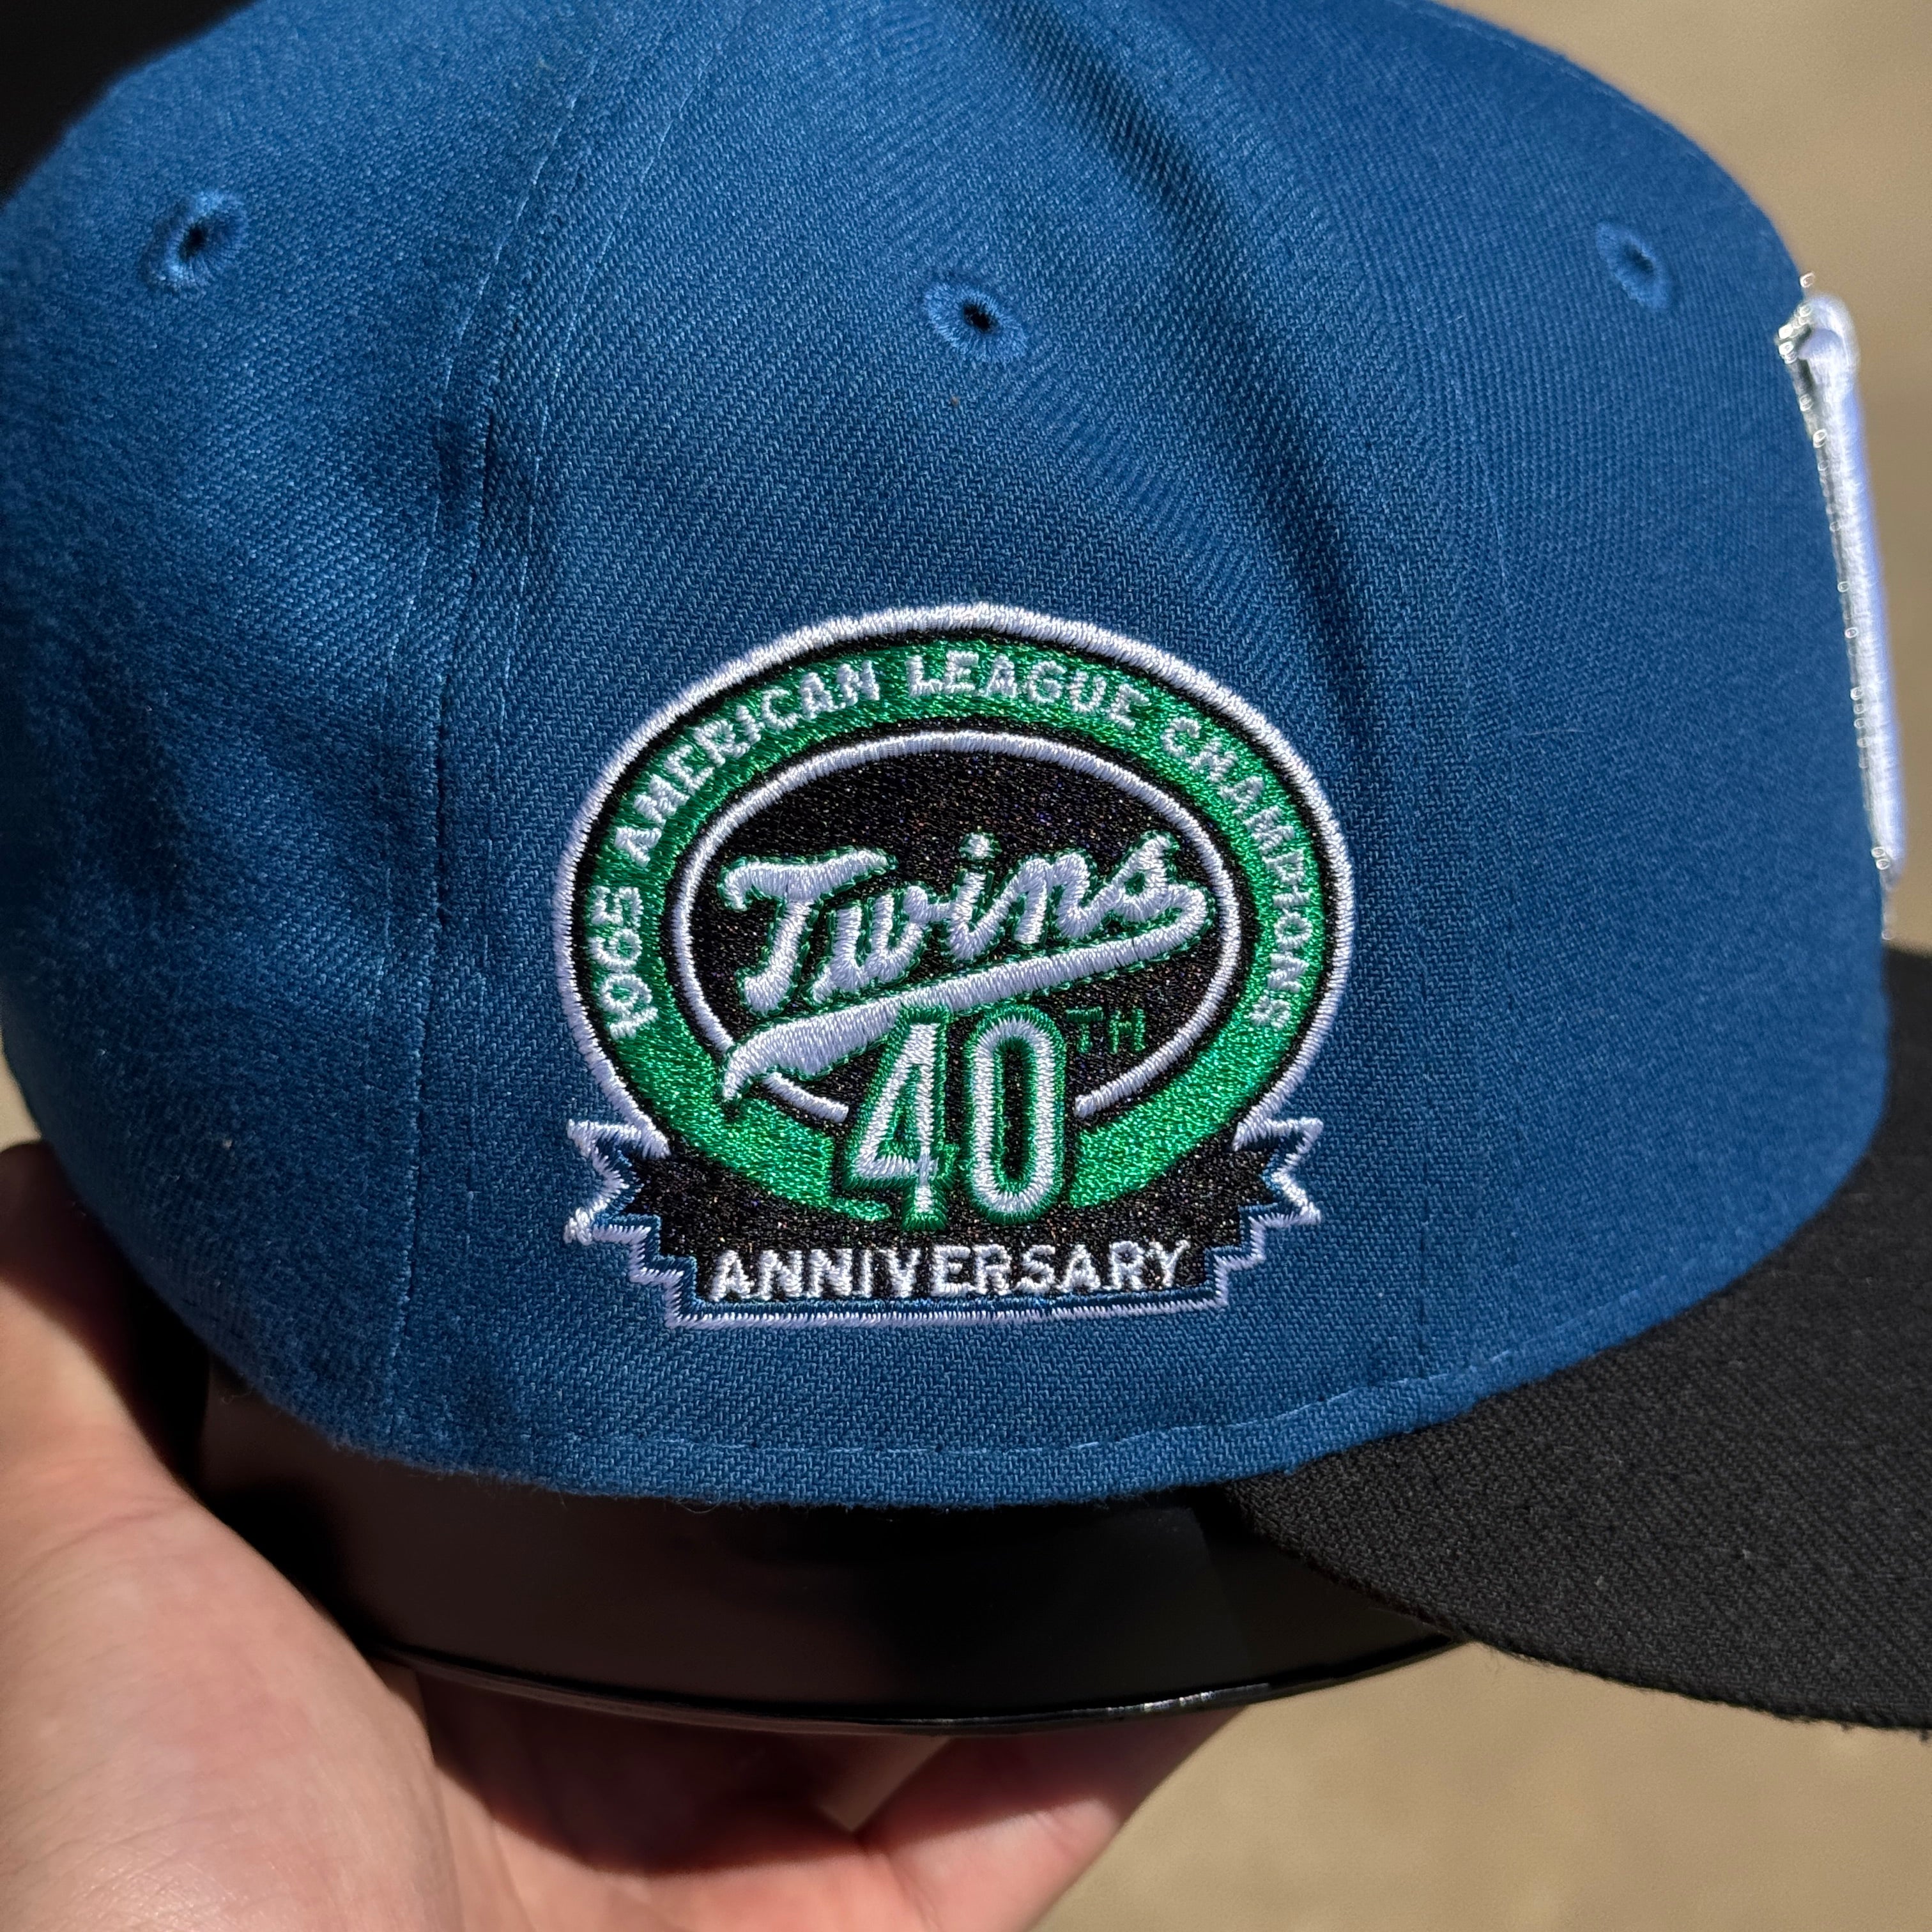 1965 AMERICAN LEAGUE CHAMPIONS
Twins
40TH
ANNIVERSARY